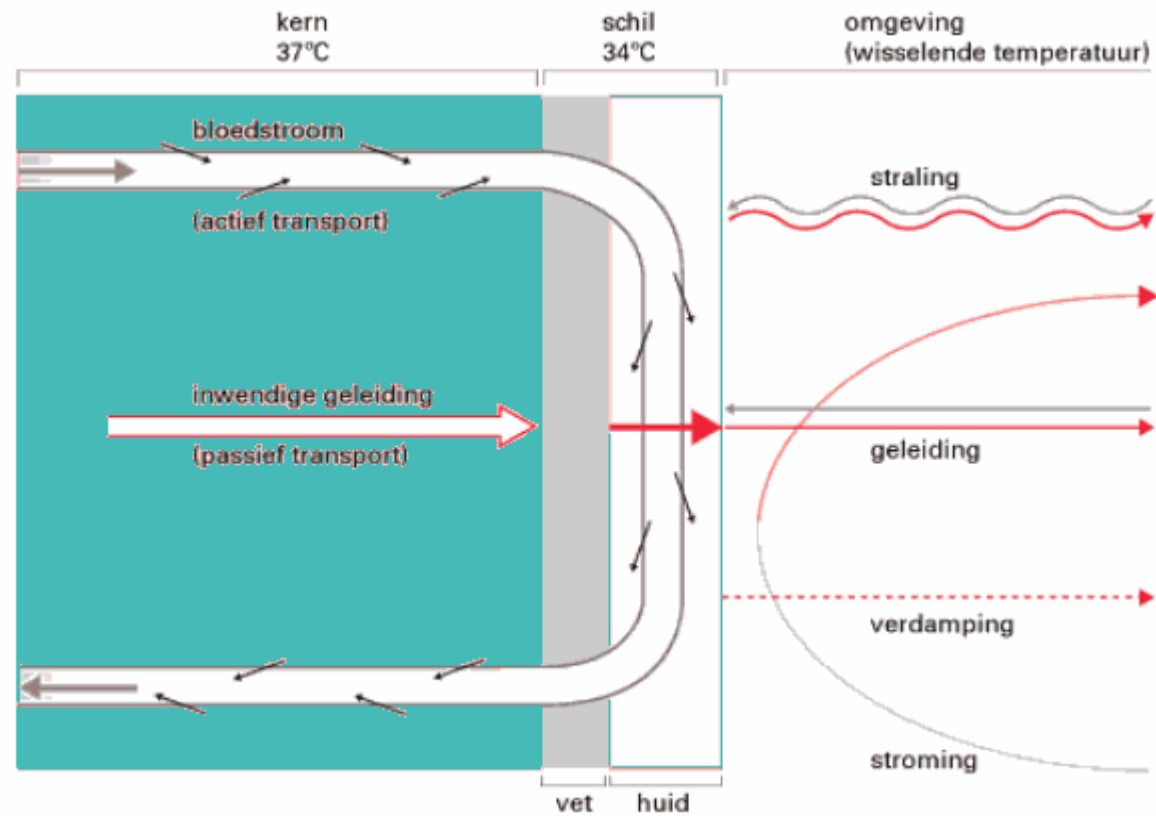 kern
37°C
schil
34°C
omgeving
(wisselende temperatuur)
bloedstroom
(actief transport)
straling
inwendige geleiding
(passief transport)
geleiding
verdamping
stroming
vet
huid